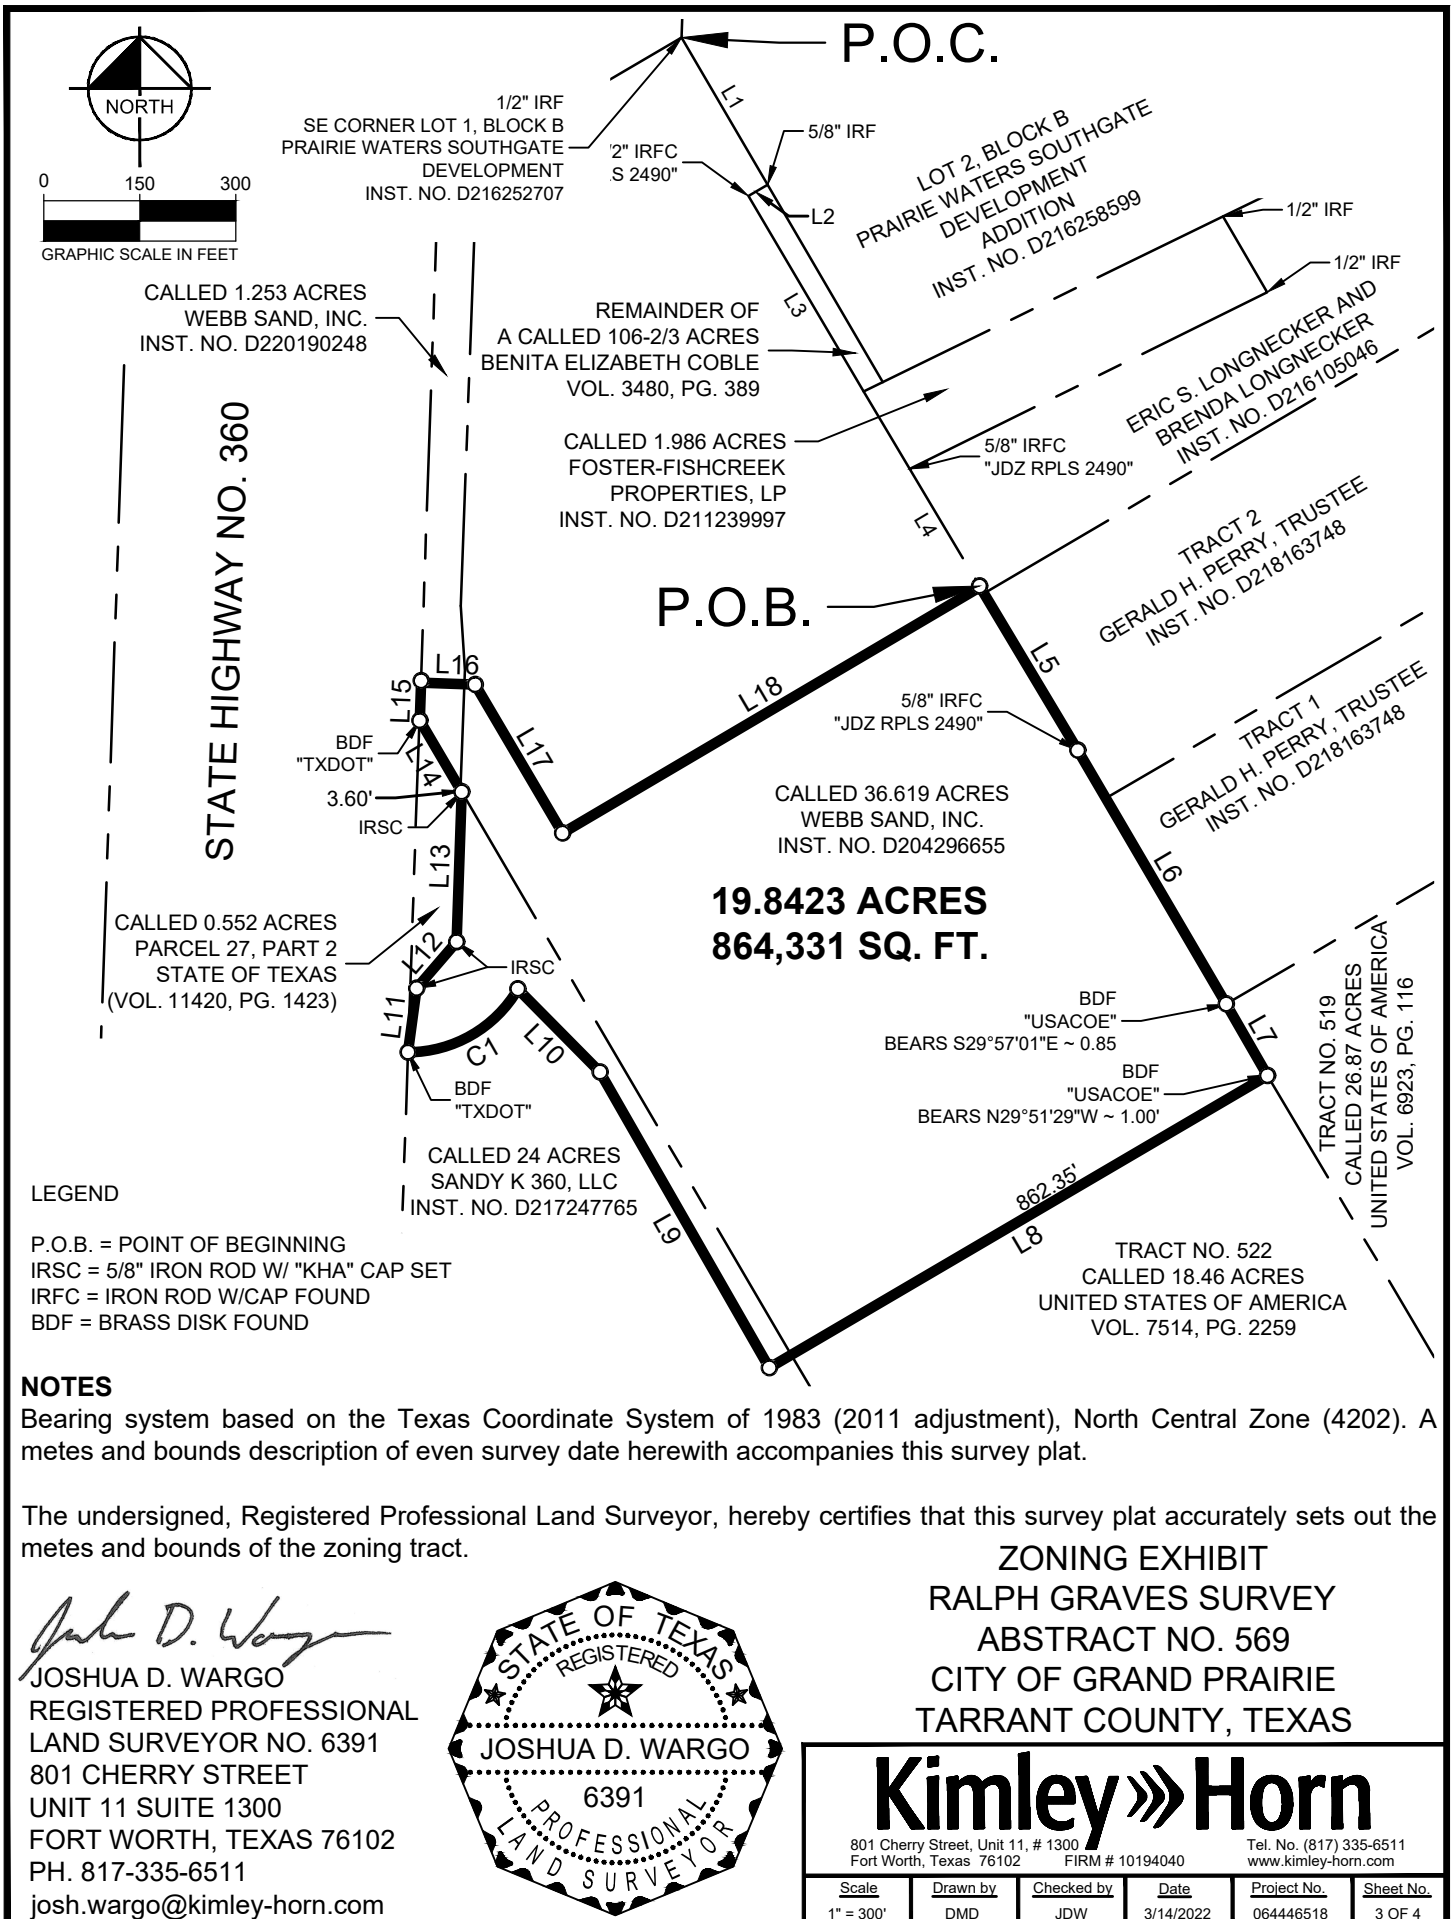 P.O.C.
NORTH
0 150 300
GRAPHIC SCALE IN FEET
1/2" IRF
SE CORNER LOT 1, BLOCK B
PRAIRIE WATERS SOUTHGATE
DEVELOPMENT
INST. NO. D216252707
L1
5/8" IRF
/2" IRFC
S 2490"
L2
LOT 2, BLOCK B
PRAIRIE WATERS SOUTHGATE
DEVELOPMENT
ADDITION
INST. NO. D216258599
1/2" IRF
1/2" IRF
CALLED 1.253 ACRES
WEBB SAND, INC.
INST. NO. D220190248
L3
REMAINDER OF
A CALLED 106-2/3 ACRES
BENITA ELIZABETH COBLE
VOL. 3480, PG. 389
ERIC S. LONGNECKER AND
BRENDA LONGNECKER
INST. NO. D216105046
CALLED 1.986 ACRES
FOSTER-FISHCREEK
PROPERTIES, LP
INST. NO. D211239997
5/8" IRFC
"JDZ RPLS 2490"
L4
STATE HIGHWAY NO. 360
TRACT 2
GERALD H. PERRY, TRUSTEE
INST. NO. D218163748
P.O.B.
L5
L16
L15
L18
L17
L14
BDF
"TXDOT"
3.60'
IRSC
5/8" IRFC
"JDZ RPLS 2490"
TRACT 1
GERALD H. PERRY, TRUSTEE
INST. NO. D218163748
CALLED 36.619 ACRES
WEBB SAND, INC.
INST. NO. D204296655
L13
L6
19.8423 ACRES
864,331 SQ. FT.
CALLED 0.552 ACRES
PARCEL 27, PART 2
STATE OF TEXAS
(VOL. 11420, PG. 1423)
L12
IRSC
L11
C1
L10
BDF
"TXDOT"
BDF
"USACOE"
BEARS S29°57'01"E ~ 0.85
L7
BDF
"USACOE"
BEARS N29°51'29"W ~ 1.00'
TRACT NO. 519
CALLED 26.87 ACRES
UNITED STATES OF AMERICA
VOL. 6923, PG. 116
CALLED 24 ACRES
SANDY K 360, LLC
INST. NO. D217247765
L9
862.35'
L8
TRACT NO. 522
CALLED 18.46 ACRES
UNITED STATES OF AMERICA
VOL. 7514, PG. 2259
LEGEND
P.O.B. = POINT OF BEGINNING
IRSC = 5/8" IRON ROD W/ "KHA" CAP SET
IRFC = IRON ROD W/CAP FOUND
BDF = BRASS DISK FOUND
NOTES
Bearing system based on the Texas Coordinate System of 1983 (2011 adjustment), North Central Zone (4202). A
metes and bounds description of even survey date herewith accompanies this survey plat.
The undersigned, Registered Professional Land Surveyor, hereby certifies that this survey plat accurately sets out the
metes and bounds of the zoning tract.
JOSHUA D. WARGO
REGISTERED PROFESSIONAL
LAND SURVEYOR NO. 6391
801 CHERRY STREET
UNIT 11 SUITE 1300
FORT WORTH, TEXAS 76102
PH. 817-335-6511
josh.wargo@kimley-horn.com
STATE OF TEXAS
REGISTERED
JOSHUA D. WARGO
6391
PROFESSIONAL
LAND SURVEYOR
ZONING EXHIBIT
RALPH GRAVES SURVEY
ABSTRACT NO. 569
CITY OF GRAND PRAIRIE
TARRANT COUNTY, TEXAS
Kimley»Horn
801 Cherry Street, Unit 11, # 1300 Tel. No. (817) 335-6511
Fort Worth, Texas 76102 FIRM # 10194040 www.kimley-horn.com
Scale Drawn by Checked by Date Project No. Sheet No.
1" = 300' DMD JDW 3/14/2022 064446518 3 OF 4